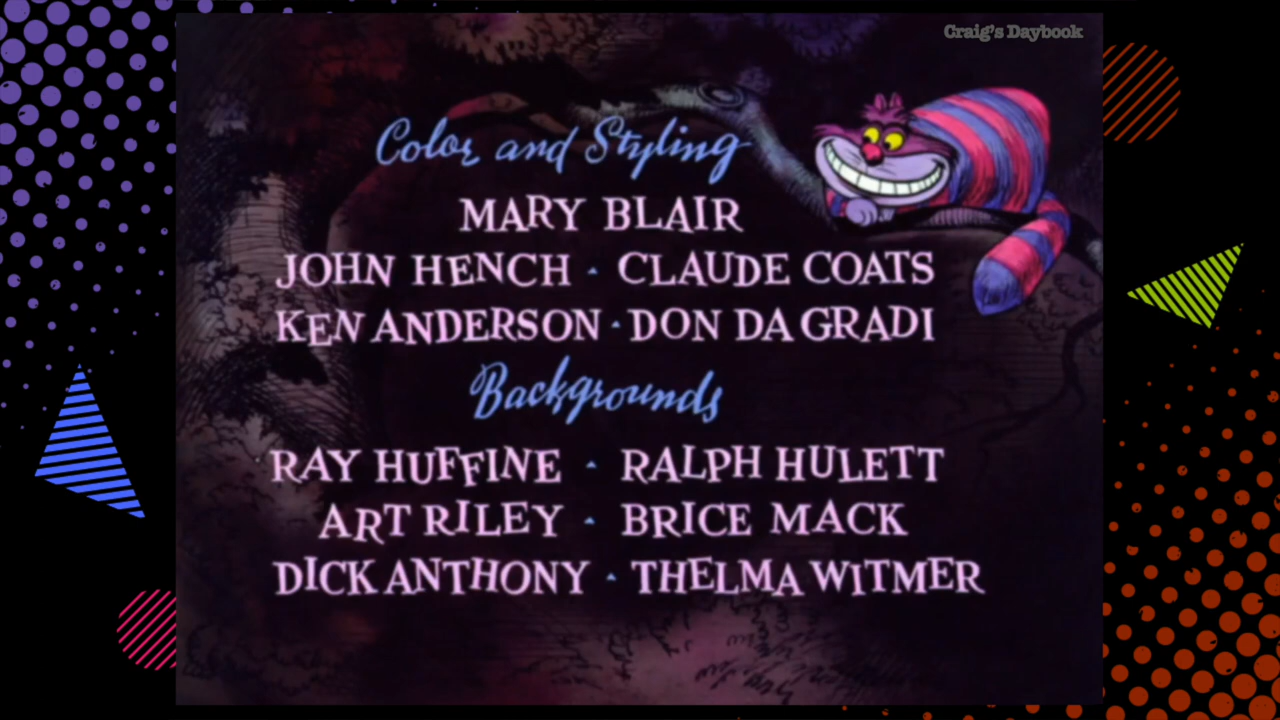 Craig's Daybook
Color and Styling
MARY BLAIR
JOHN HENCH · CLAUDE COATS
KEN ANDERSON · DON DA GRADI
Backgrounds
RAY HUFFINE · RALPH HULETT
ART RILEY · BRICE MACK
DICK ANTHONY · THELMA WITMER